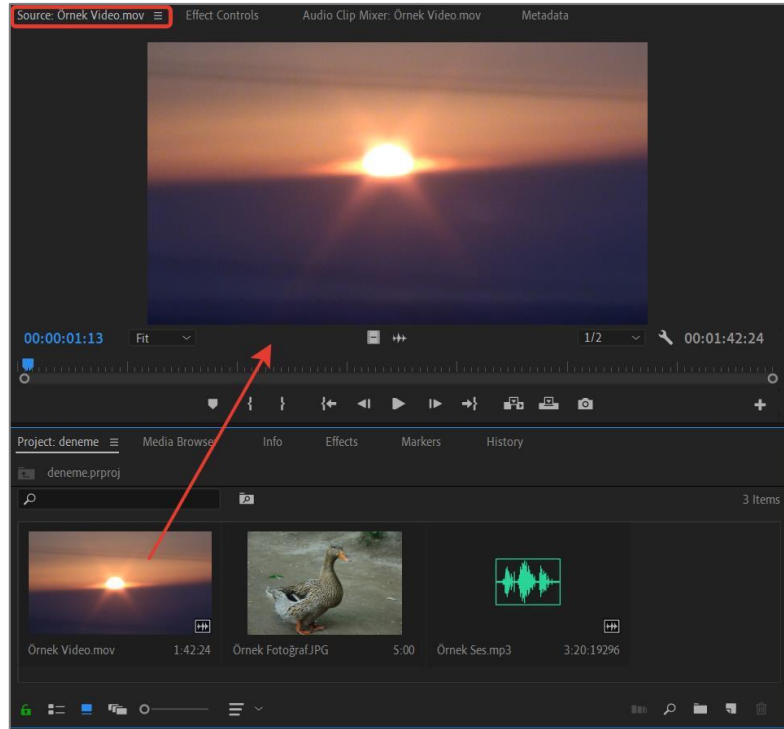 Source: Örnek Video.mov Effect Controls Audio Clip Mixer: Örnek Video.mov Metadata
00:00:01:13 Fit 1/2 00:01:42:24
Project: deneme Media Browser Info Effects Markers History
deneme.prproj
3 Items
Örnek Video.mov 1:42:24 Örnek Fotoğraf.JPG 5:00 Örnek Ses.mp3 3:20:19296